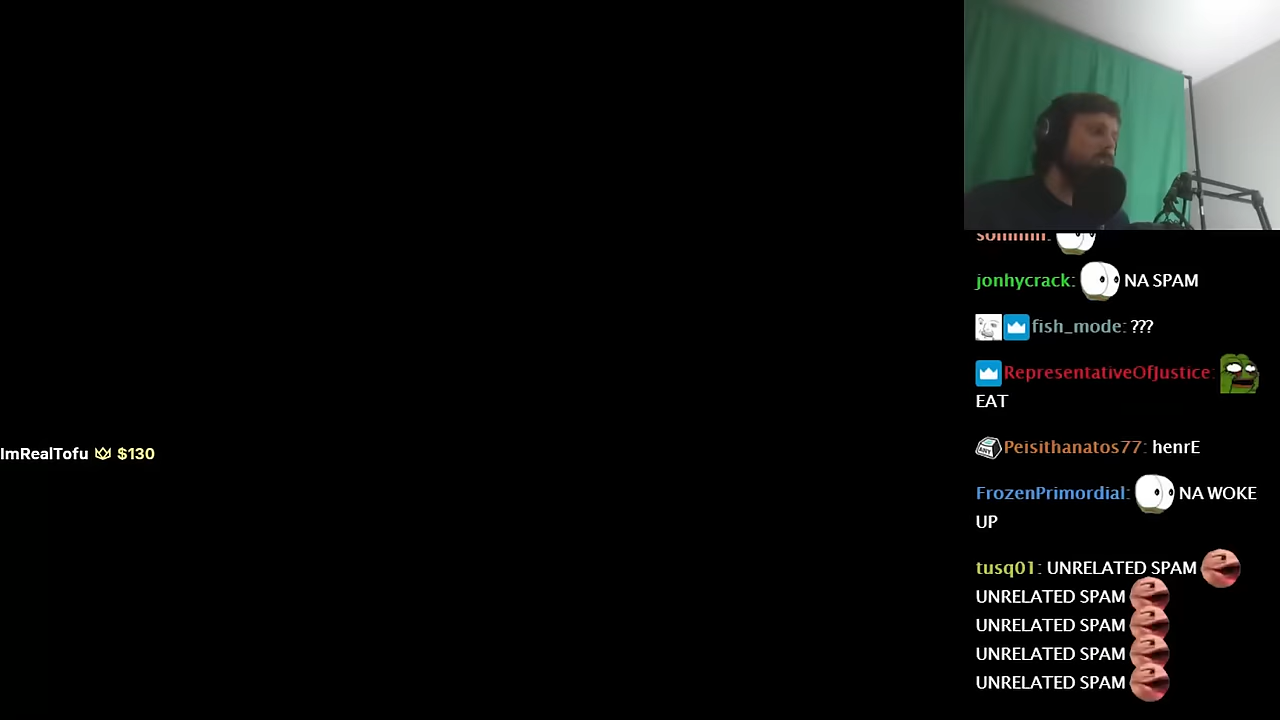 jonhycrack: NA SPAM
fish_mode: ???
RepresentativeOfJustice:
EAT
ImRealTofu $130
Peisithanatos77: henrE
FrozenPrimordial: NA WOKE
UP
tusq01: UNRELATED SPAM
UNRELATED SPAM
UNRELATED SPAM
UNRELATED SPAM
UNRELATED SPAM